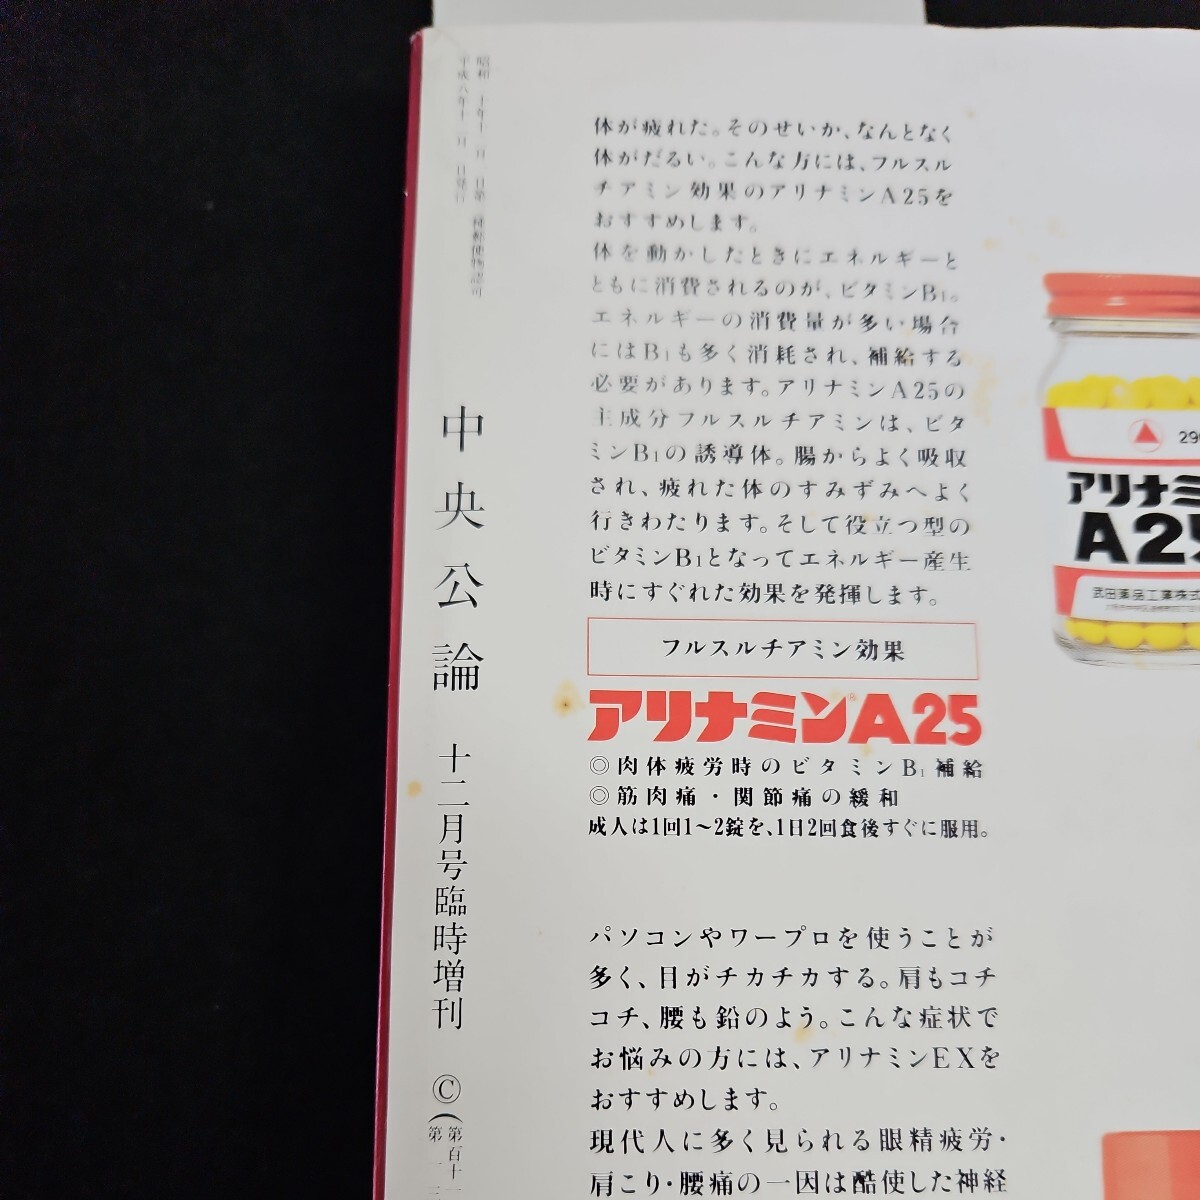 中央公論 十二月号臨時増刊 ©
体が疲れた。そのせいか、なんとなく
体がだるい。こんな方には、フルスル
チアミン効果のアリナミンA25を
おすすめします。
体を動かしたときにエネルギーと
ともに消費されるのが、ビタミンB1。
エネルギーの消費量が多い場合
にはB1も多く消耗され、補給する
必要があります。アリナミンA25の
主成分フルスルチアミンは、ビタ
ミンB1の誘導体。腸からよく吸収
され、疲れた体のすみずみへよく
行きわたります。そして役立つ型の
ビタミンB1となってエネルギー産生
時にすぐれた効果を発揮します。
フルスルチアミン効果
アリナミン®A25
◎肉体疲労時のビタミンB1補給
◎筋肉痛・関節痛の緩和
成人は1回1〜2錠を、1日2回食後すぐに服用。
パソコンやワープロを使うことが
多く、目がチカチカする。肩もコチ
コチ、腰も鉛のよう。こんな症状で
お悩みの方には、アリナミンEXを
おすすめします。
現代人に多く見られる眼精疲労・
肩こり・腰痛の一因は酷使した神経
アリナミ
A25
武田薬品工業株式